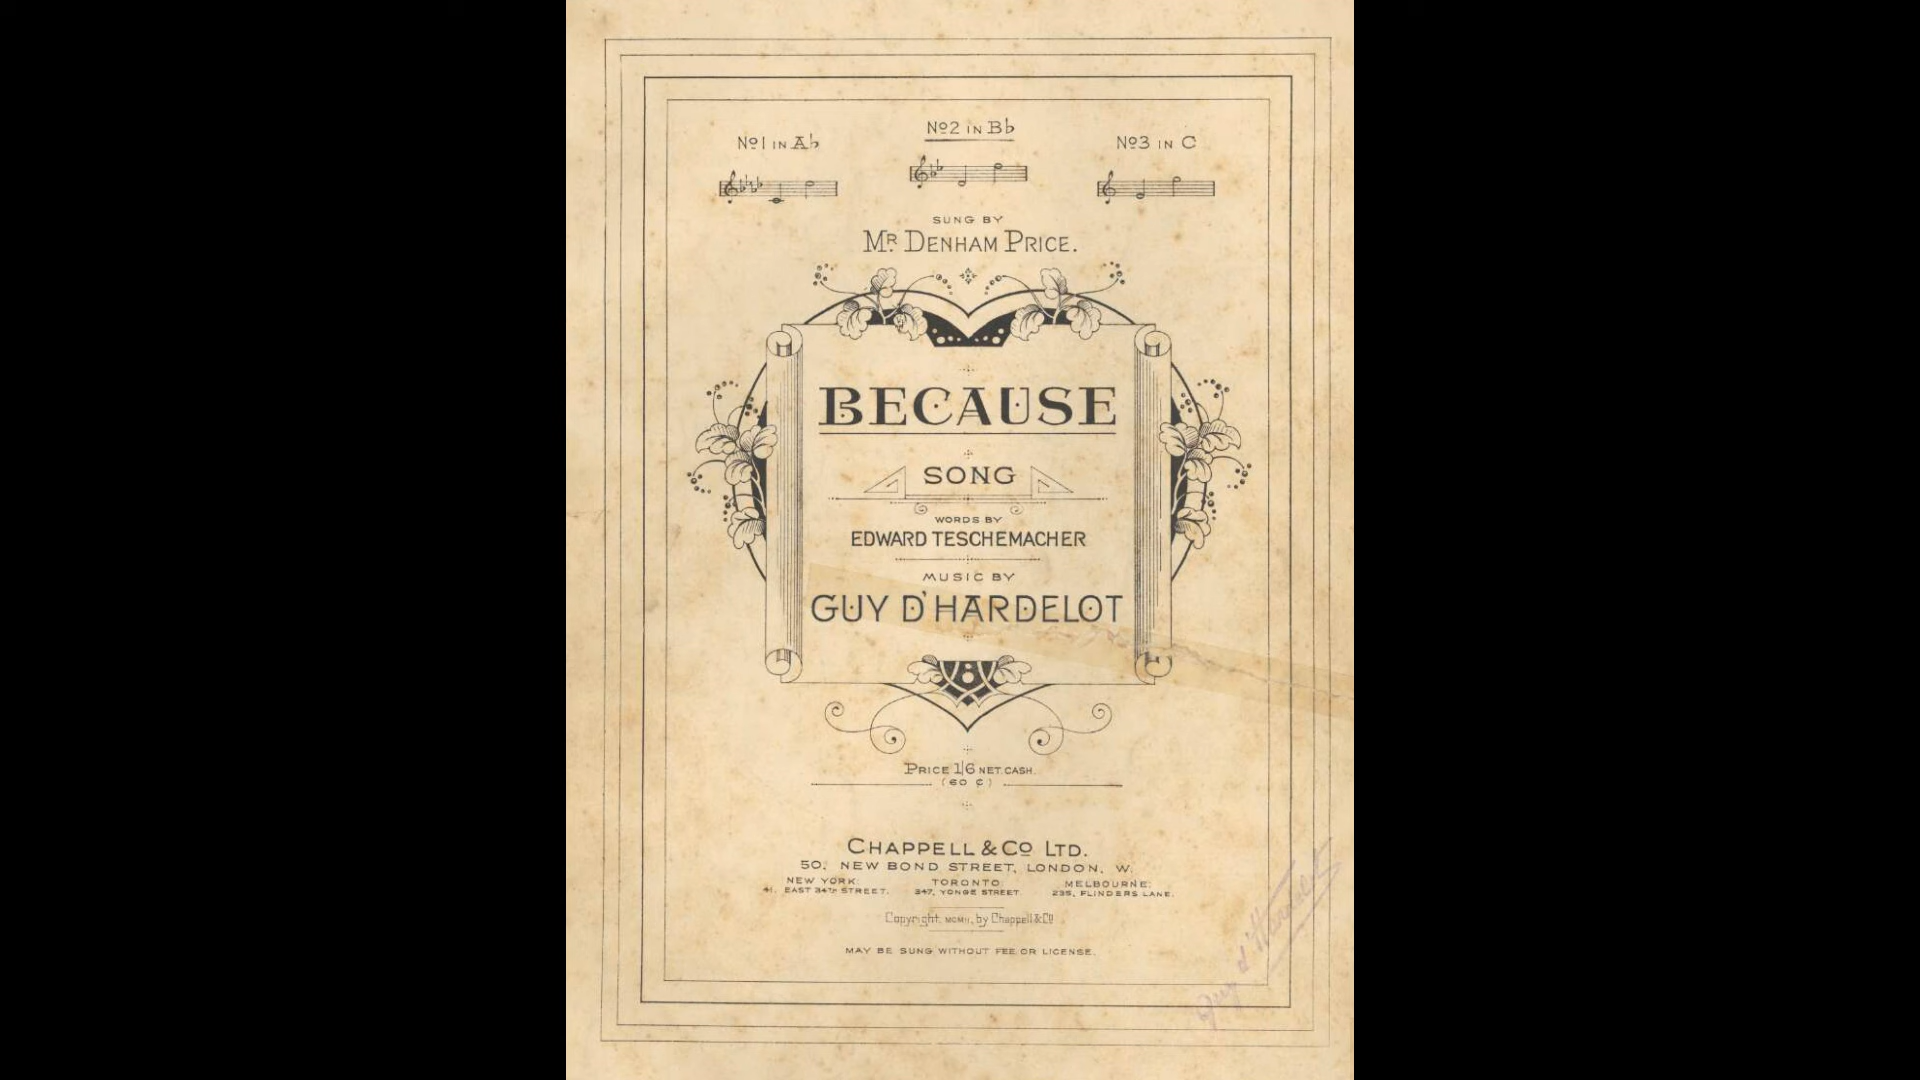 No1 IN A♭
No2 IN B♭
No3 IN C
SUNG BY
MR. DENHAM PRICE.
BECAUSE
SONG
WORDS BY
EDWARD TESCHEMACHER
MUSIC BY
GUY D'HARDELOT
PRICE 1/6 NET CASH.
(60 ¢)
CHAPPELL & Co LTD.
50, NEW BOND STREET, LONDON, W.
NEW YORK:
41, EAST 34TH STREET.
TORONTO:
347, YONGE STREET.
MELBOURNE:
235, FLINDERS LANE.
Copyright, MCMII, by Chappell & Co
MAY BE SUNG WITHOUT FEE OR LICENSE.
Guy d'Hardelot